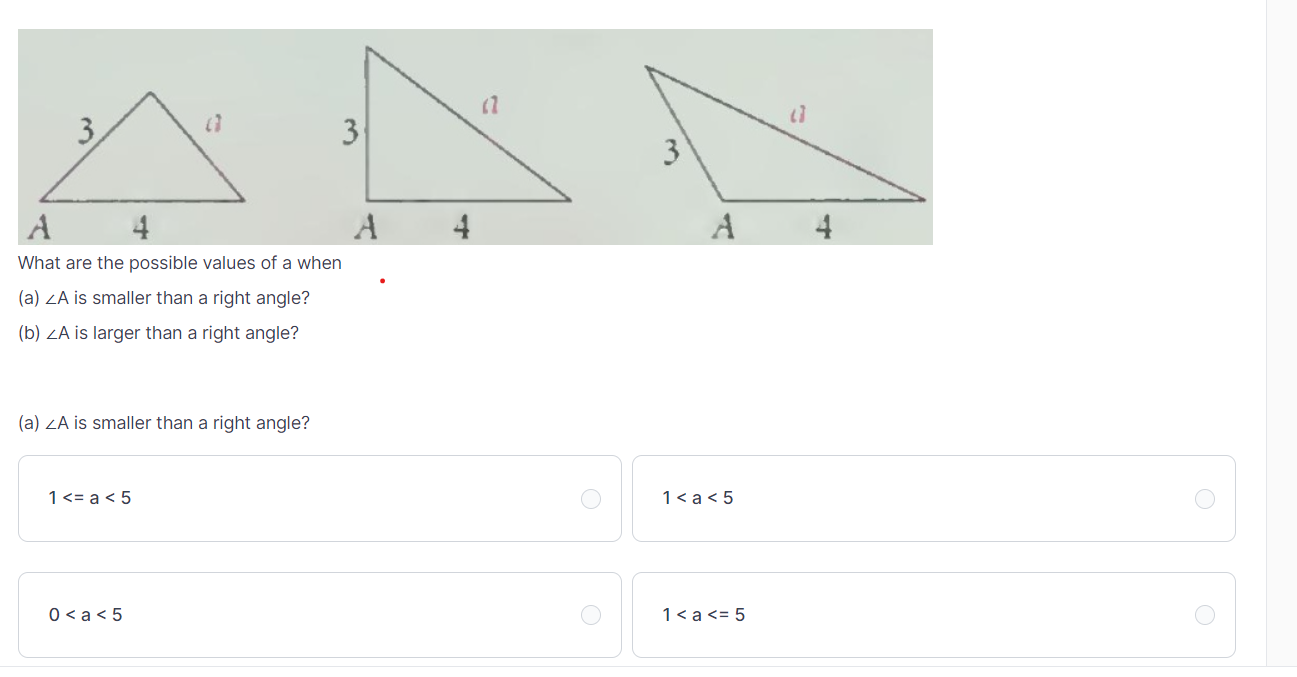 3 a 3 a 3 a
A 4 A 4 A 4
What are the possible values of a when
(a) ∠A is smaller than a right angle?
(b) ∠A is larger than a right angle?
(a) ∠A is smaller than a right angle?
1 <= a < 5
1 < a < 5
0 < a < 5
1 < a <= 5